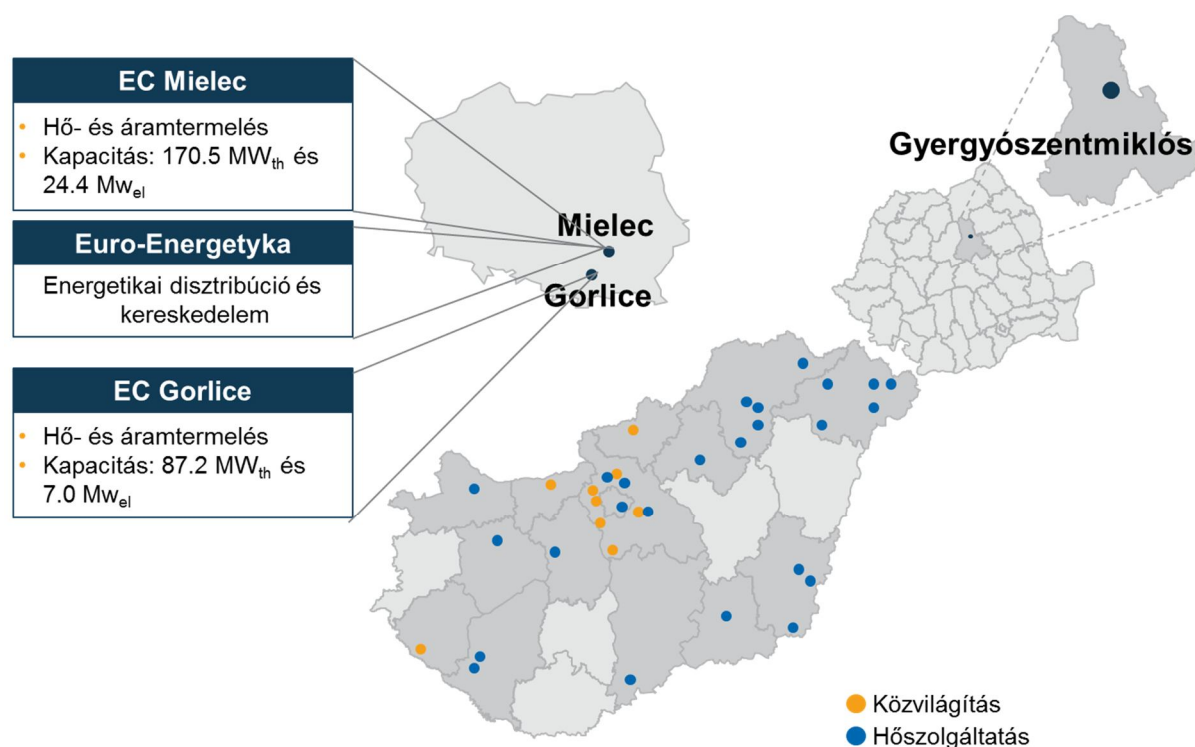 EC Mielec
• Hő- és áramtermelés
• Kapacitás: 170.5 MWth és
24.4 Mwel
Euro-Energetyka
Energetikai disztribúció és
kereskedelem
EC Gorlice
• Hő- és áramtermelés
• Kapacitás: 87.2 MWth és
7.0 Mwel
Mielec
Gorlice
Gyergyószentmiklós
Közvilágítás
Hőszolgáltatás